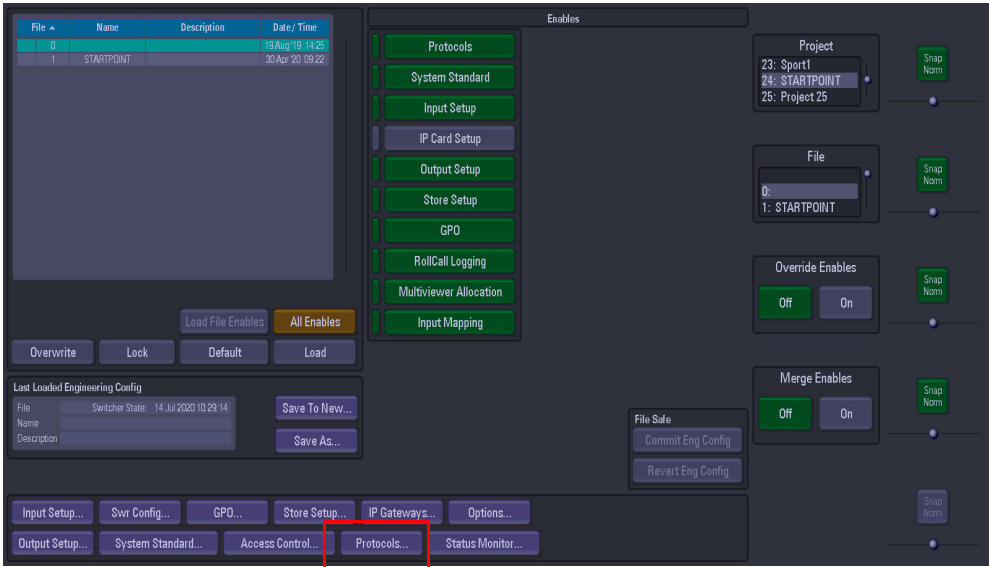 File Name Description Date/ Time
0 19 Aug '19 14:25
1 STARTPOINT 30 Apr '20 09:22
Load File Enables All Enables
Overwrite Lock Default Load
Last Loaded Engineering Config
File Switcher State: 14 Jul 2020 10:29:14
Name
Description
Save To New...
Save As...
Enables
Protocols
System Standard
Input Setup
IP Card Setup
Output Setup
Store Setup
GPO
RollCall Logging
Multiviewer Allocation
Input Mapping
File Safe
Commit Eng Config
Revert Eng Config
Project
23: Sport1
24: STARTPOINT
25: Project 25
Snap
Norm
File
0:
1: STARTPOINT
Snap
Norm
Override Enables
Off On
Snap
Norm
Merge Enables
Off On
Snap
Norm
Snap
Norm
Input Setup... Swr Config... GPO... Store Setup... IP Gateways... Options...
Output Setup... System Standard... Access Control... Protocols... Status Monitor...